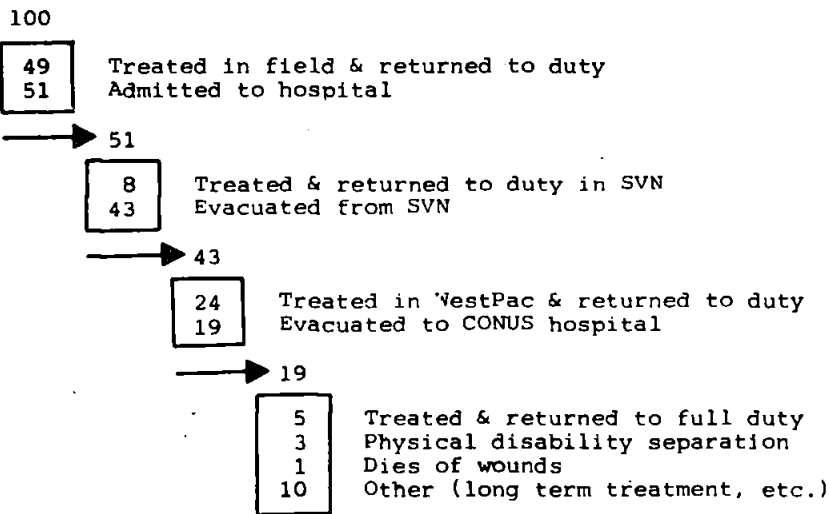 100
49 Treated in field & returned to duty
51 Admitted to hospital
51
8 Treated & returned to duty in SVN
43 Evacuated from SVN
43
24 Treated in WestPac & returned to duty
19 Evacuated to CONUS hospital
19
5 Treated & returned to full duty
3 Physical disability separation
1 Dies of wounds
10 Other (long term treatment, etc.)